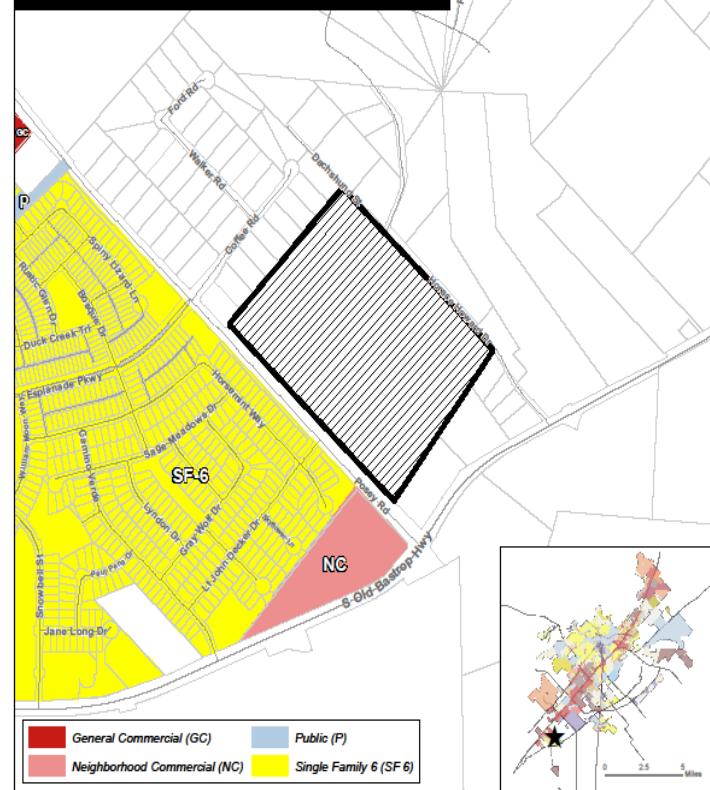 Ford Rd
GC
Walker Rd
Dachshund St
P
Coffee Rd
Spiny Lizard Ln
Rustic Glen Dr
Bosque Dr
Duck Creek Trl
Horsemint Way
Esplanade Pkwy
Sage Meadows Dr
Camino Verde
SF-6
Posey Rd
Lyndon Dr
Gray Wolf Dr
Lt John Decker Dr
NC
S Old Bastrop Hwy
Snowbell St
Jane Long Dr
General Commercial (GC)
Public (P)
Neighborhood Commercial (NC)
Single Family 6 (SF 6)
0 2.5 5
Miles